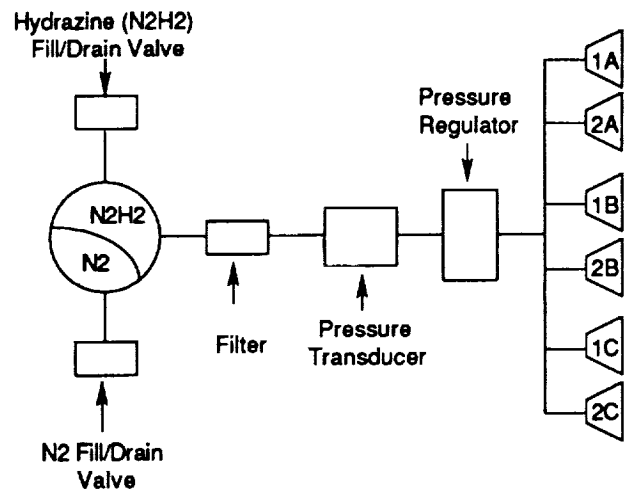 Hydrazine (N2H2)
Fill/Drain Valve
N2H2
N2
N2 Fill/Drain
Valve
Filter
Pressure
Transducer
Pressure
Regulator
1A
2A
1B
2B
1C
2C